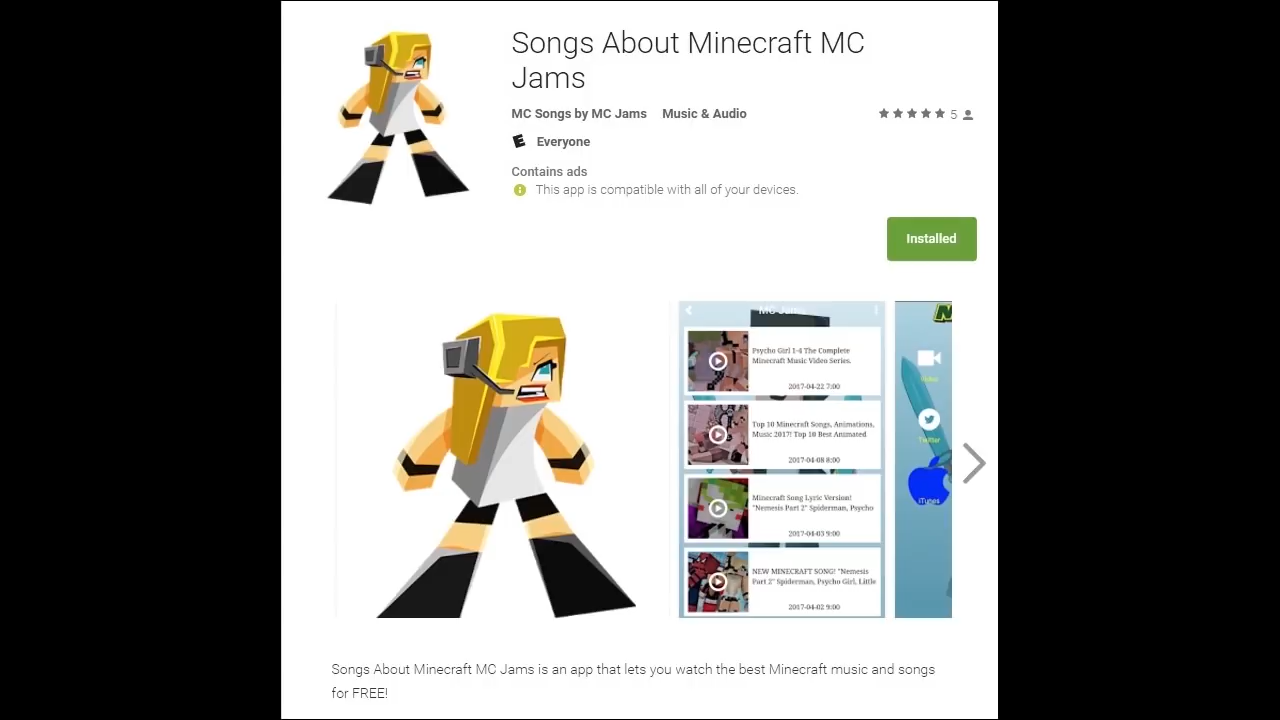 Songs About Minecraft MC
Jams
MC Songs by MC Jams Music & Audio 5
E Everyone
Contains ads
This app is compatible with all of your devices.
Installed
MC Jams
Psycho Girl 1-4 The Complete
Minecraft Music Video Series.
2017-04-22 7:00
Top 10 Minecraft Songs, Animations,
Music 2017! Top 10 Best Animated
2017-04-08 8:00
Minecraft Song Lyric Version!
"Nemesis Part 2" Spiderman, Psycho
2017-04-03 9:00
NEW MINECRAFT SONG! "Nemesis
Part 2" Spiderman, Psycho Girl, Little
2017-04-02 9:00
Video
Twitter
iTunes
Songs About Minecraft MC Jams is an app that lets you watch the best Minecraft music and songs
for FREE!